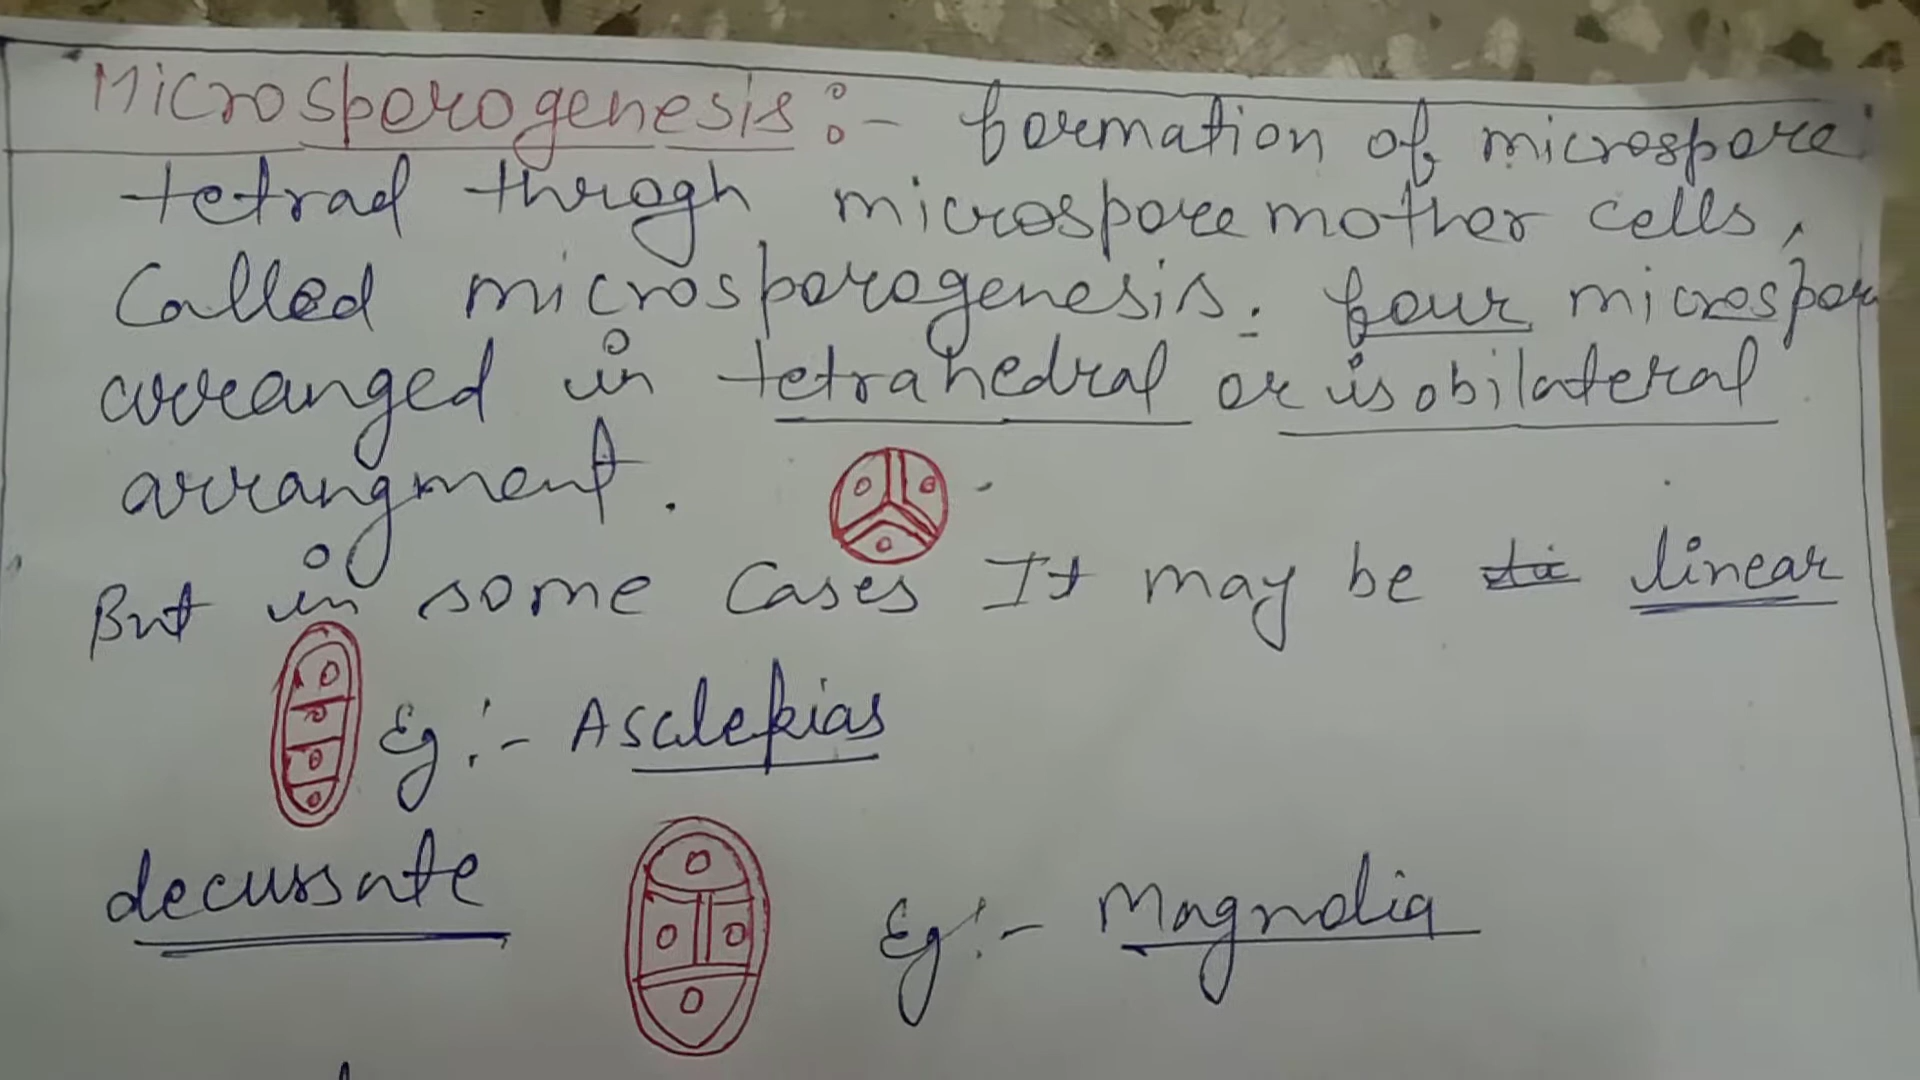 Microsporogenesis:- formation of microspore
tetrad throgh microspore mother cells,
Called microsporogenesis. four microspor
arranged in tetrahedral or isobilateral
arrangment.
But in some Cases It may be linear
Eg:- Asclepias
decussate Eg:- Magnolia